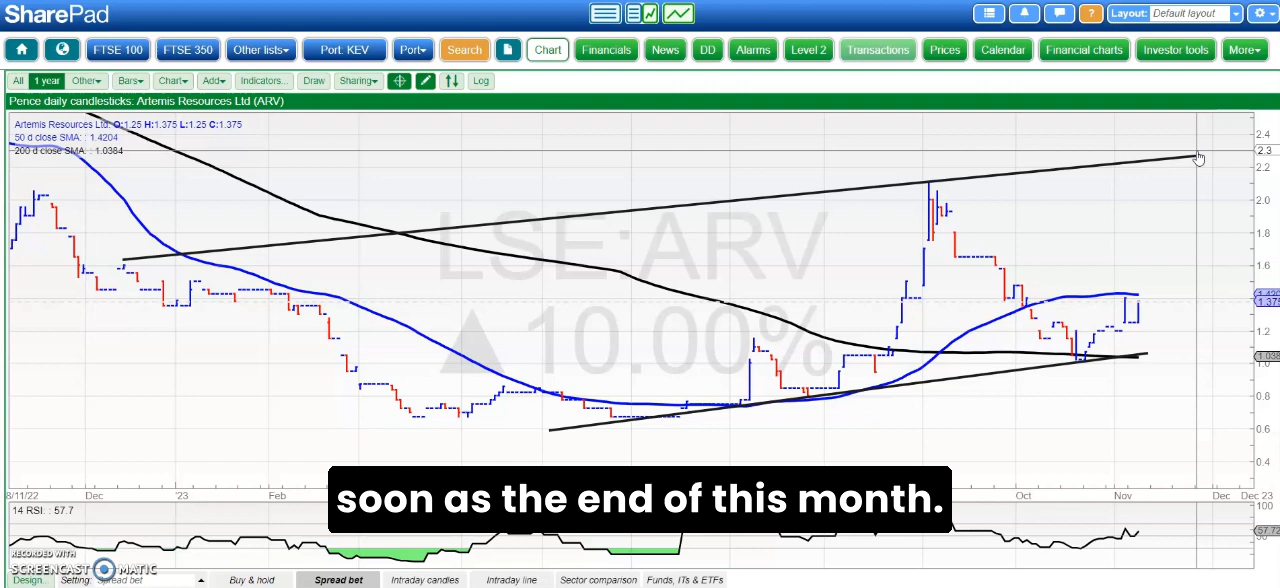 SharePad
Layout: Default layout
FTSE 100 FTSE 350 Other lists Port: KEV Port Search Chart Financials News DD Alarms Level 2 Transactions Prices Calendar Financial charts Investor tools More
All 1 year Other Bars Chart Add Indicators... Draw Sharing Log
Pence daily candlesticks: Artemis Resources Ltd (ARV)
Artemis Resources Ltd: O:1.25 H:1.375 L:1.25 C:1.375
50 d close SMA: : 1.4204
200 d close SMA: : 1.0384
LSE:ARV
▲10.00%
2.4
2.3
2.2
2.0
1.8
1.6
1.375
1.2
1.0
0.8
0.6
0.4
soon as the end of this month.
8/11/22 Dec '23 Feb Oct Nov Dec Dec 23
14 RSI: : 57.7
100
57.72
RECORDED WITH
SCREENCAST MATIC
Design.. Setting: Spread bet Buy & hold Spread bet Intraday candles Intraday line Sector comparison Funds, ITs & ETFs